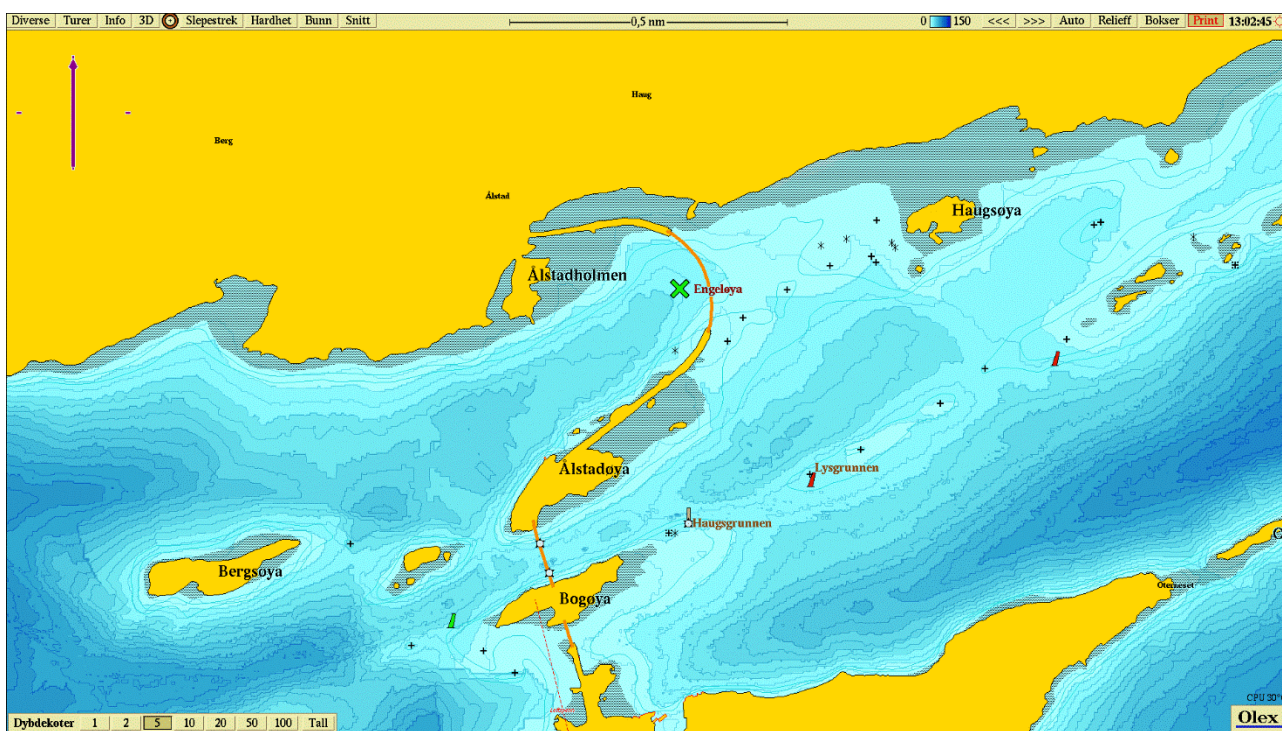 Diverse Turer Info 3D Slepestrek Hardhet Bunn Snitt 0,5 nm 0 150 <<< >>> Auto Relieff Bokser Print 13:02:45
Haug
Berg
Ålstad
Haugsøya
Ålstadholmen
Engeløya
Ålstadøya
Lysgrunnen
Haugsgrunnen
Bergsøya
Bogøya
Oterneset
CPU 30°
Dybdekoter 1 2 5 10 20 50 100 Tall
Olex